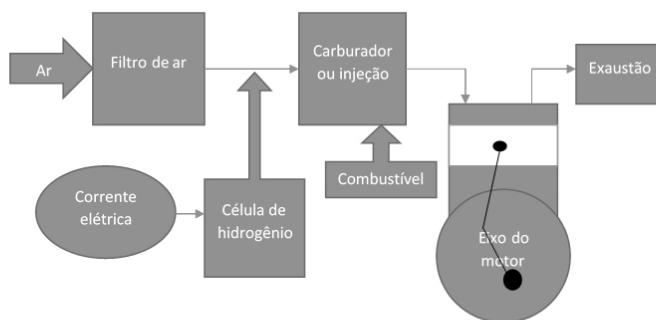 Ar
Filtro de ar
Carburador
ou injeção
Exaustão
Combustível
Corrente
elétrica
Célula de
hidrogênio
Eixo do
motor